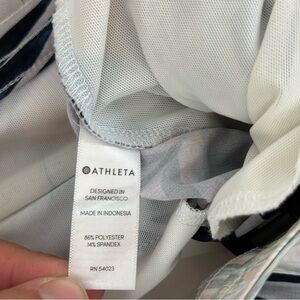 ATHLETA
DESIGNED IN
SAN FRANCISCO
MADE IN INDONESIA
86% POLYESTER
14% SPANDEX
RN 54023